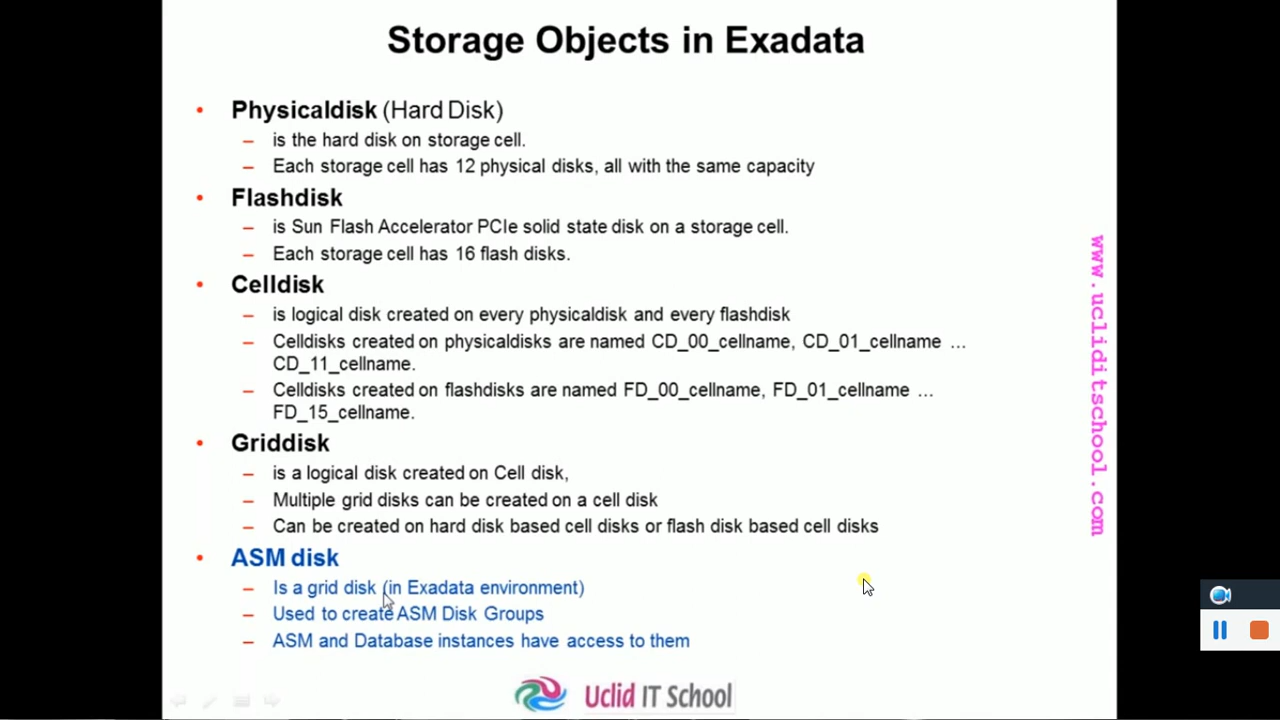 Storage Objects in Exadata
• Physicaldisk (Hard Disk)
– is the hard disk on storage cell.
– Each storage cell has 12 physical disks, all with the same capacity
• Flashdisk
– is Sun Flash Accelerator PCIe solid state disk on a storage cell.
– Each storage cell has 16 flash disks.
• Celldisk
– is logical disk created on every physicaldisk and every flashdisk
– Celldisks created on physicaldisks are named CD_00_cellname, CD_01_cellname …
CD_11_cellname.
– Celldisks created on flashdisks are named FD_00_cellname, FD_01_cellname …
FD_15_cellname.
• Griddisk
– is a logical disk created on Cell disk,
– Multiple grid disks can be created on a cell disk
– Can be created on hard disk based cell disks or flash disk based cell disks
• ASM disk
– Is a grid disk (in Exadata environment)
– Used to create ASM Disk Groups
– ASM and Database instances have access to them
www.ucliditschool.com
Uclid IT School